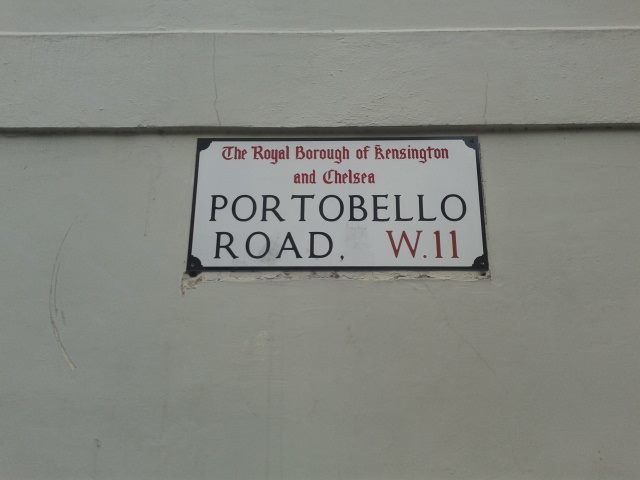 The Royal Borough of Kensington
and Chelsea
PORTOBELLO
ROAD, W.11